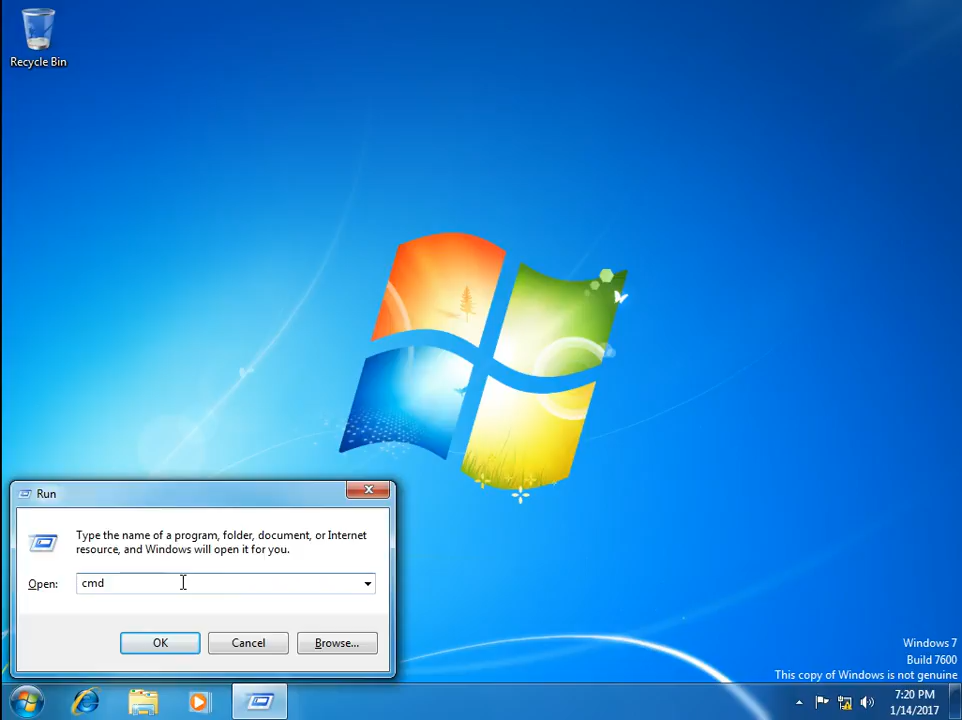 Recycle Bin
Run
Type the name of a program, folder, document, or Internet
resource, and Windows will open it for you.
Open:
cmd
OK
Cancel
Browse...
Windows 7
Build 7600
This copy of Windows is not genuine
7:20 PM
1/14/2017